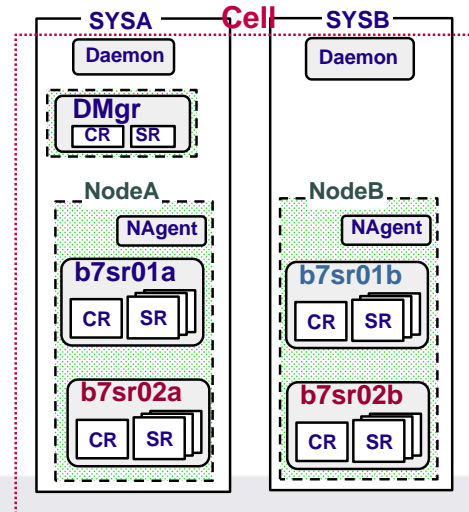 Cell
SYSA
Daemon
DMgr
CR SR
NodeA
NAgent
b7sr01a
CR SR
b7sr02a
CR SR
SYSB
Daemon
NodeB
NAgent
b7sr01b
CR SR
b7sr02b
CR SR